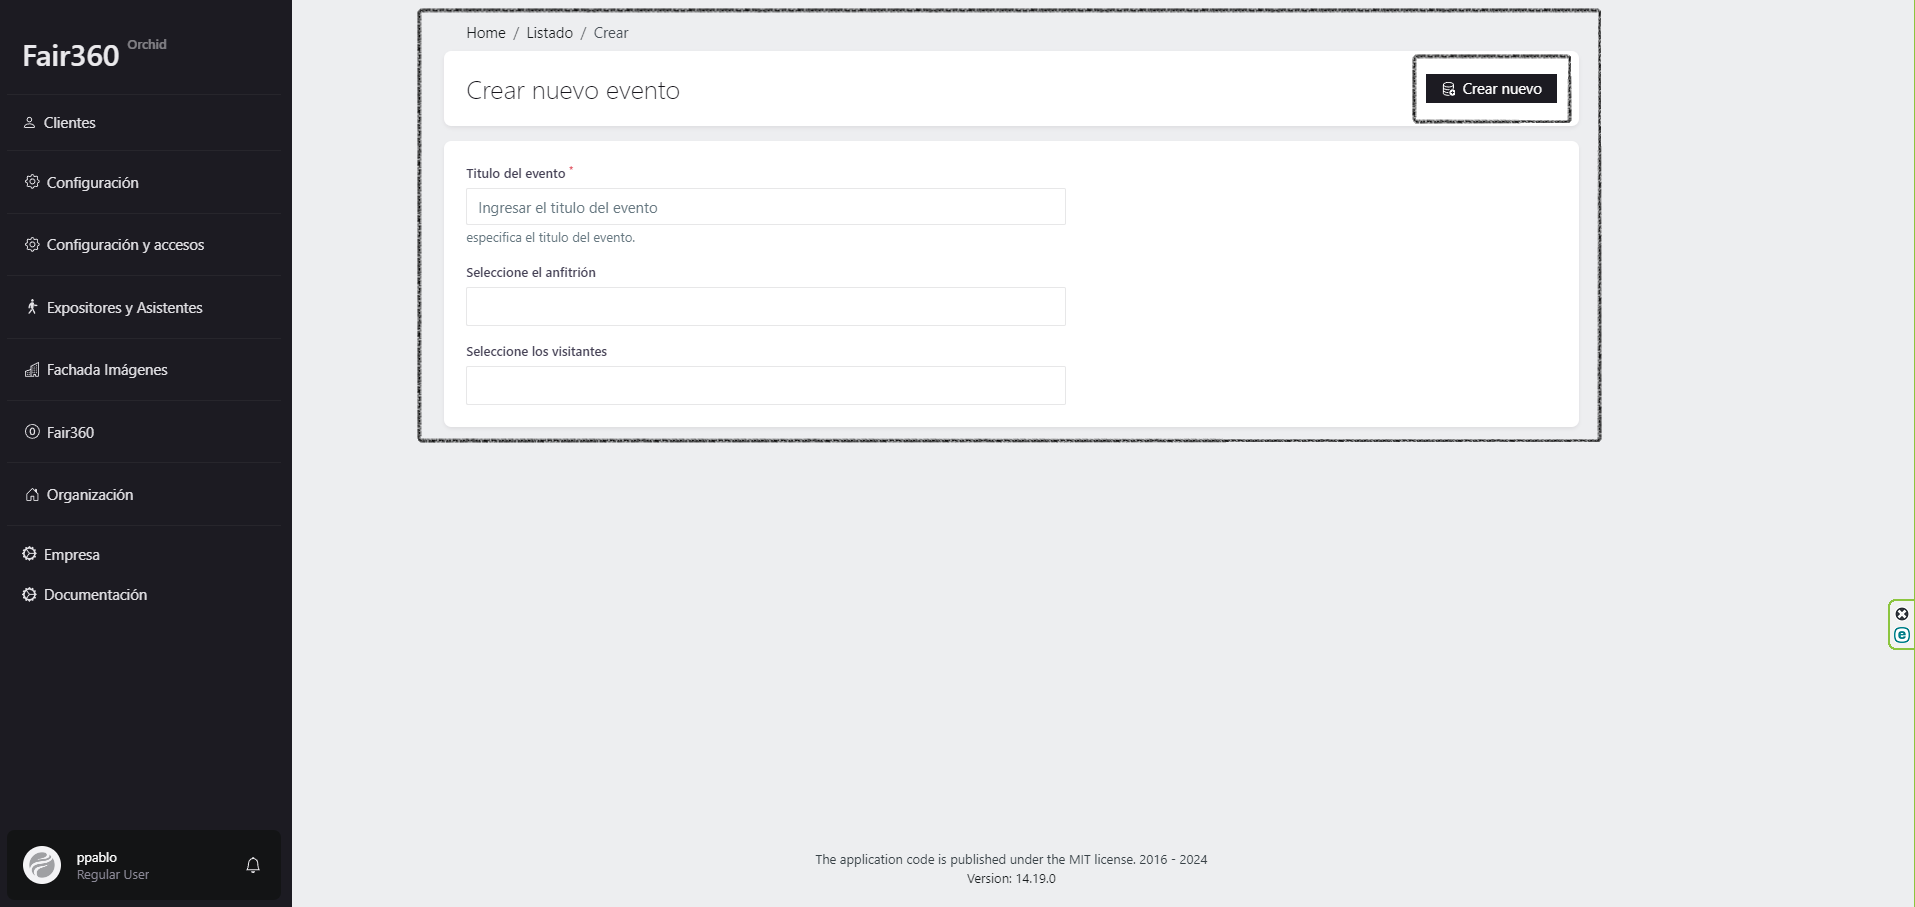 Fair360 Orchid
Clientes
Configuración
Configuración y accesos
Expositores y Asistentes
Fachada Imágenes
Fair360
Organización
Empresa
Documentación
ppablo
Regular User
Home / Listado / Crear
Crear nuevo evento
Crear nuevo
Titulo del evento *
Ingresar el titulo del evento
especifica el titulo del evento.
Seleccione el anfitrión
Seleccione los visitantes
The application code is published under the MIT license. 2016 - 2024
Version: 14.19.0